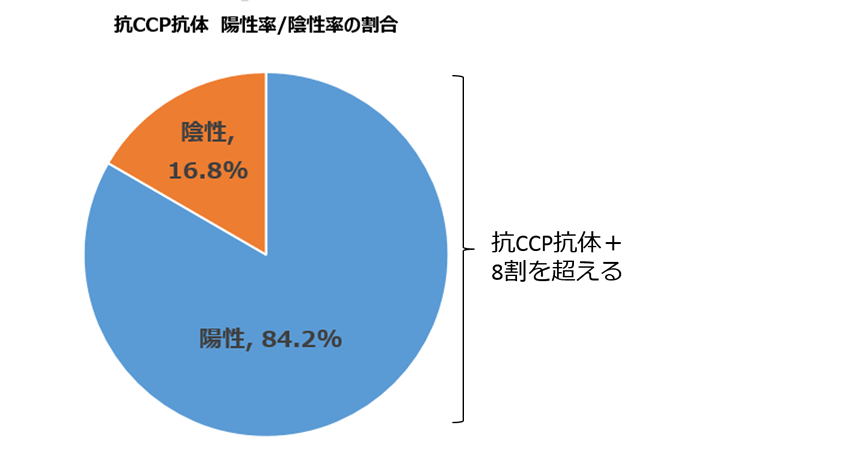 抗CCP抗体 陽性率/陰性率の割合
陰性,
16.8%
抗CCP抗体＋
8割を超える
陽性, 84.2%